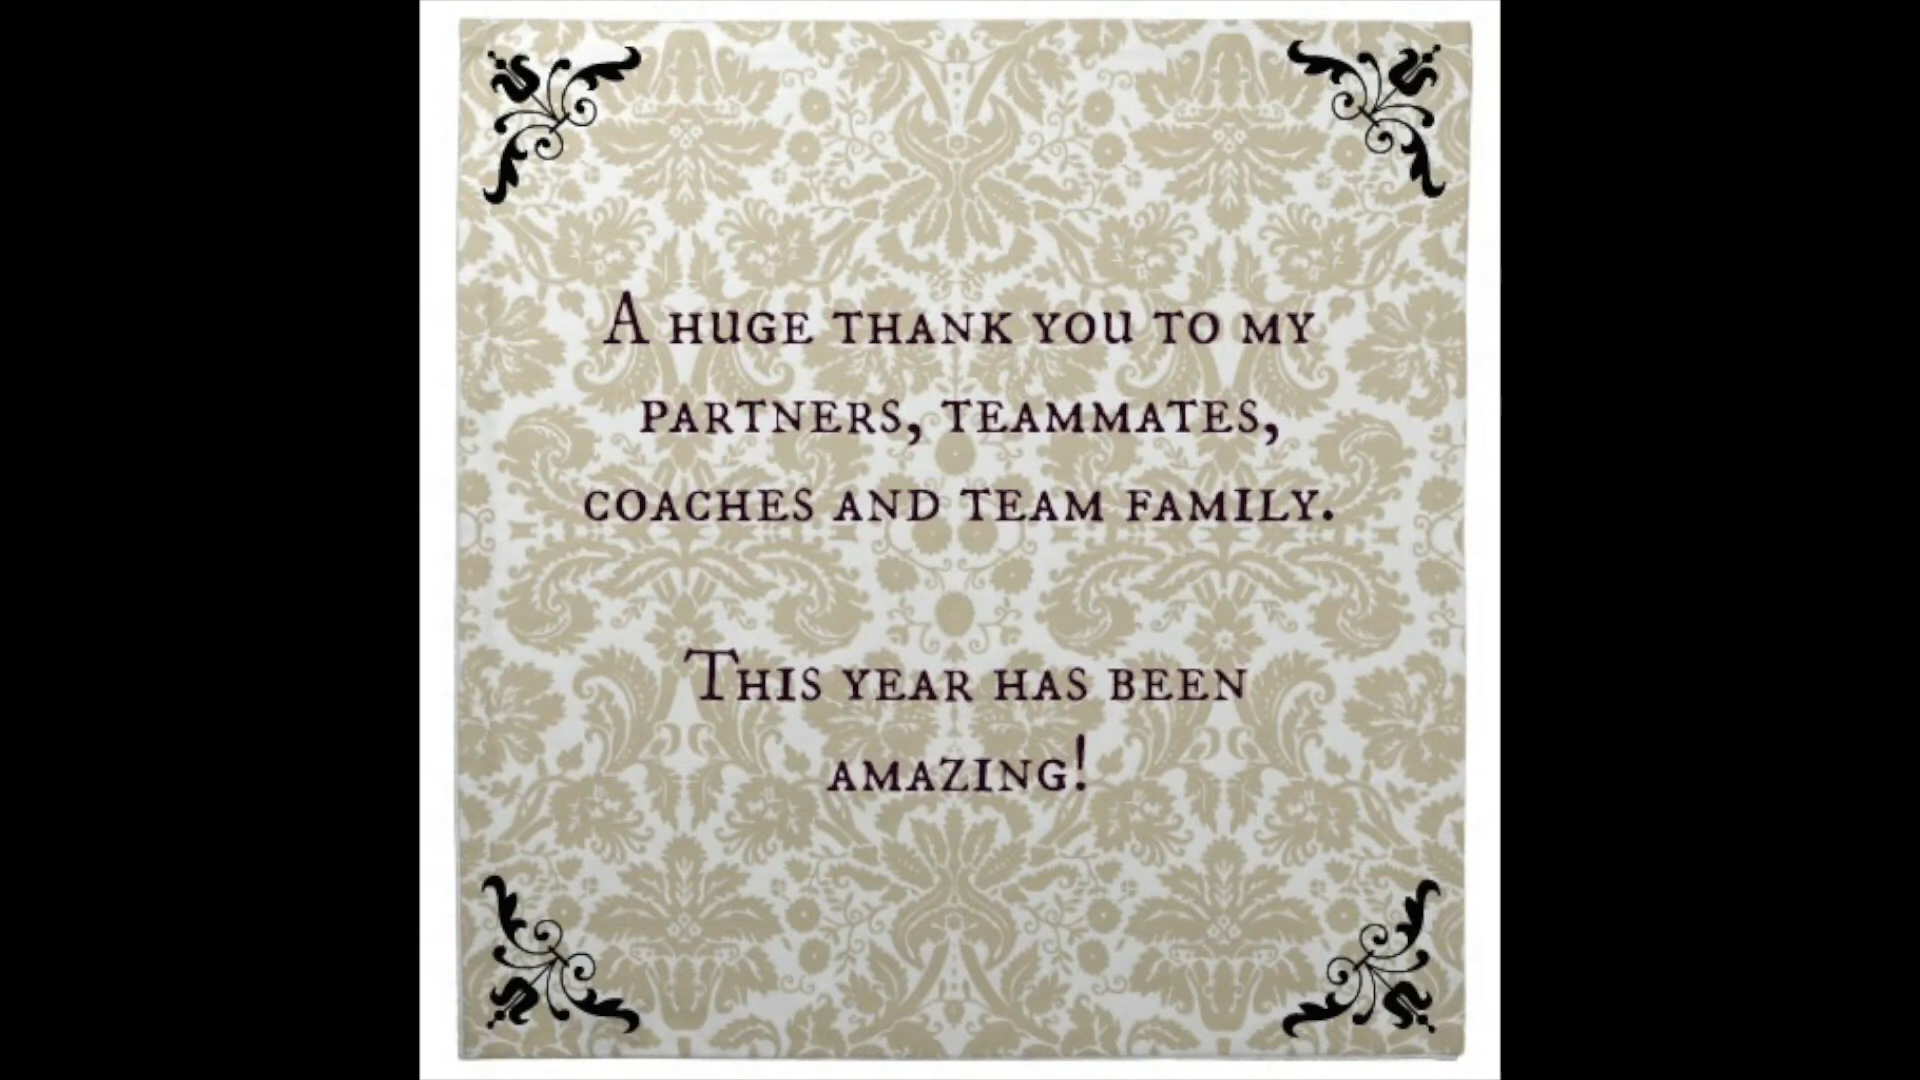 A huge thank you to my
partners, teammates,
coaches and team family.
This year has been
amazing!